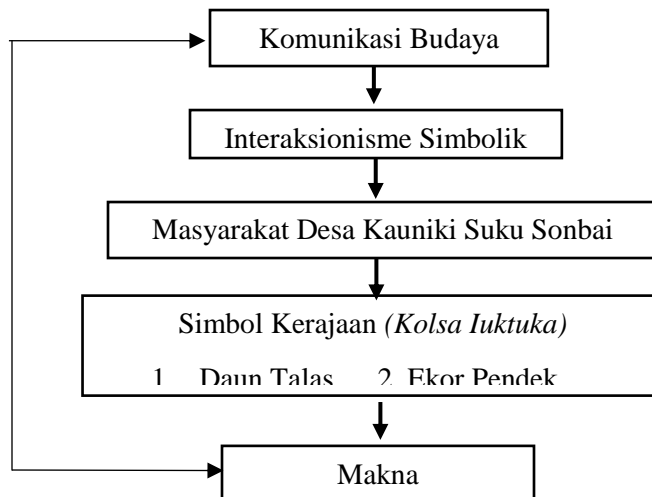 Komunikasi Budaya
Interaksionisme Simbolik
Masyarakat Desa Kauniki Suku Sonbai
Simbol Kerajaan (Kolsa Iuktuka)
1. Daun Talas 2. Ekor Pendek
Makna